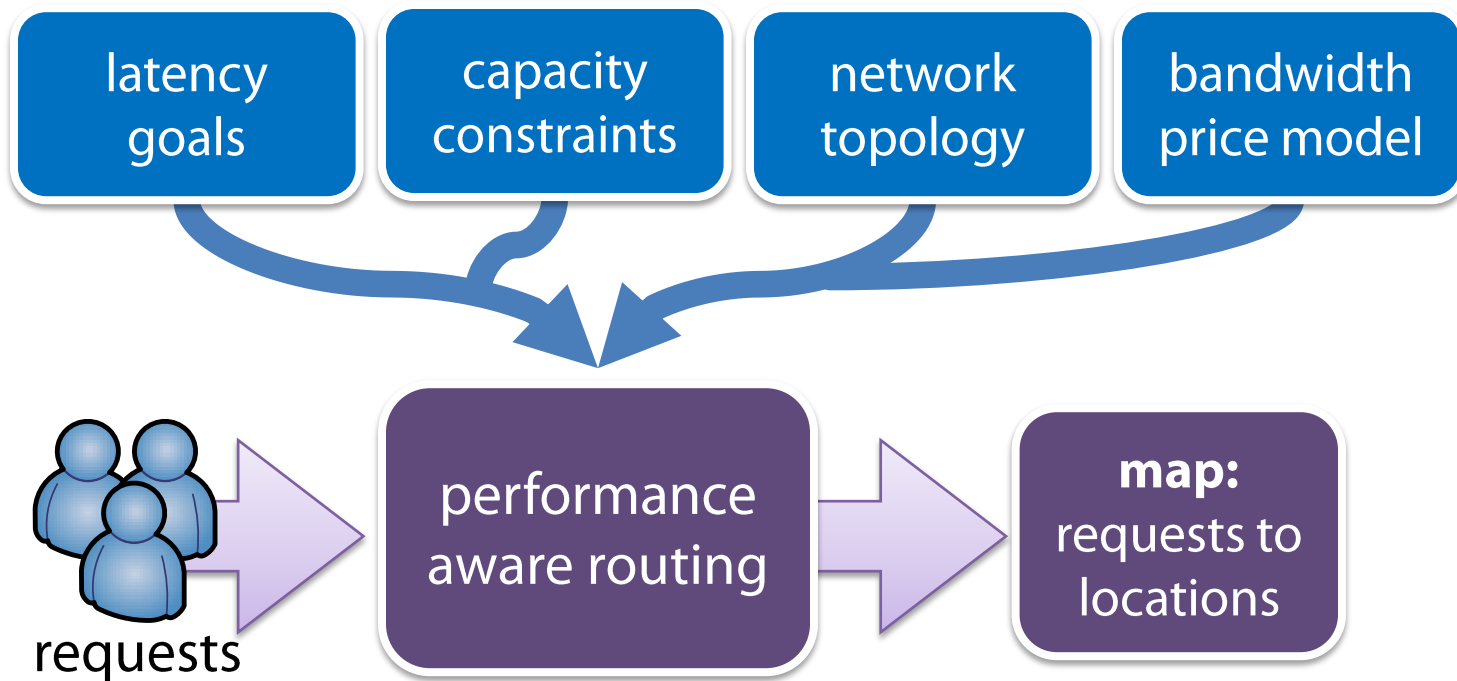 latency
goals
capacity
constraints
network
topology
bandwidth
price model
performance
aware routing
map:
requests to
locations
requests